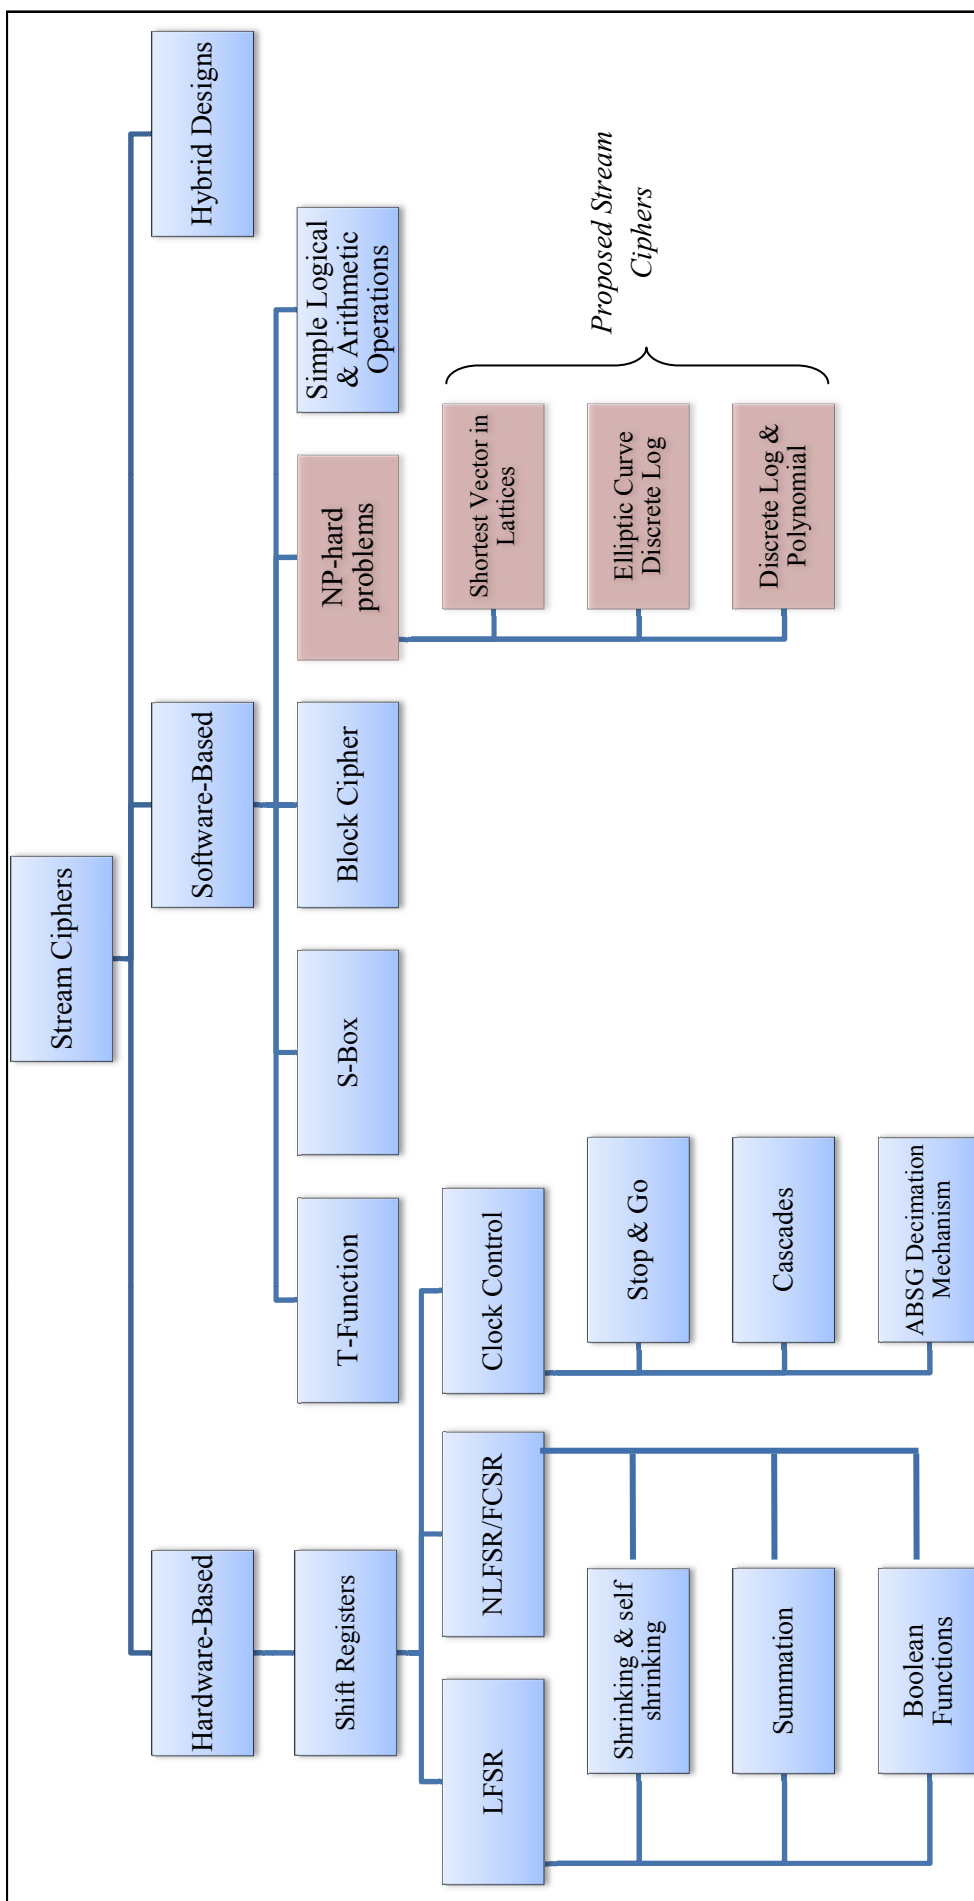 Stream Ciphers
Hardware-Based
Software-Based
Hybrid Designs
Shift Registers
T-Function
S-Box
Block Cipher
NP-hard
problems
Simple Logical
& Arithmetic
Operations
LFSR
NLFSR/FCSR
Clock Control
Shortest Vector in
Lattices
Elliptic Curve
Discrete Log
Discrete Log &
Polynomial
Proposed Stream
Ciphers
Shrinking & self
shrinking
Summation
Boolean
Functions
Stop & Go
Cascades
ABSG Decimation
Mechanism